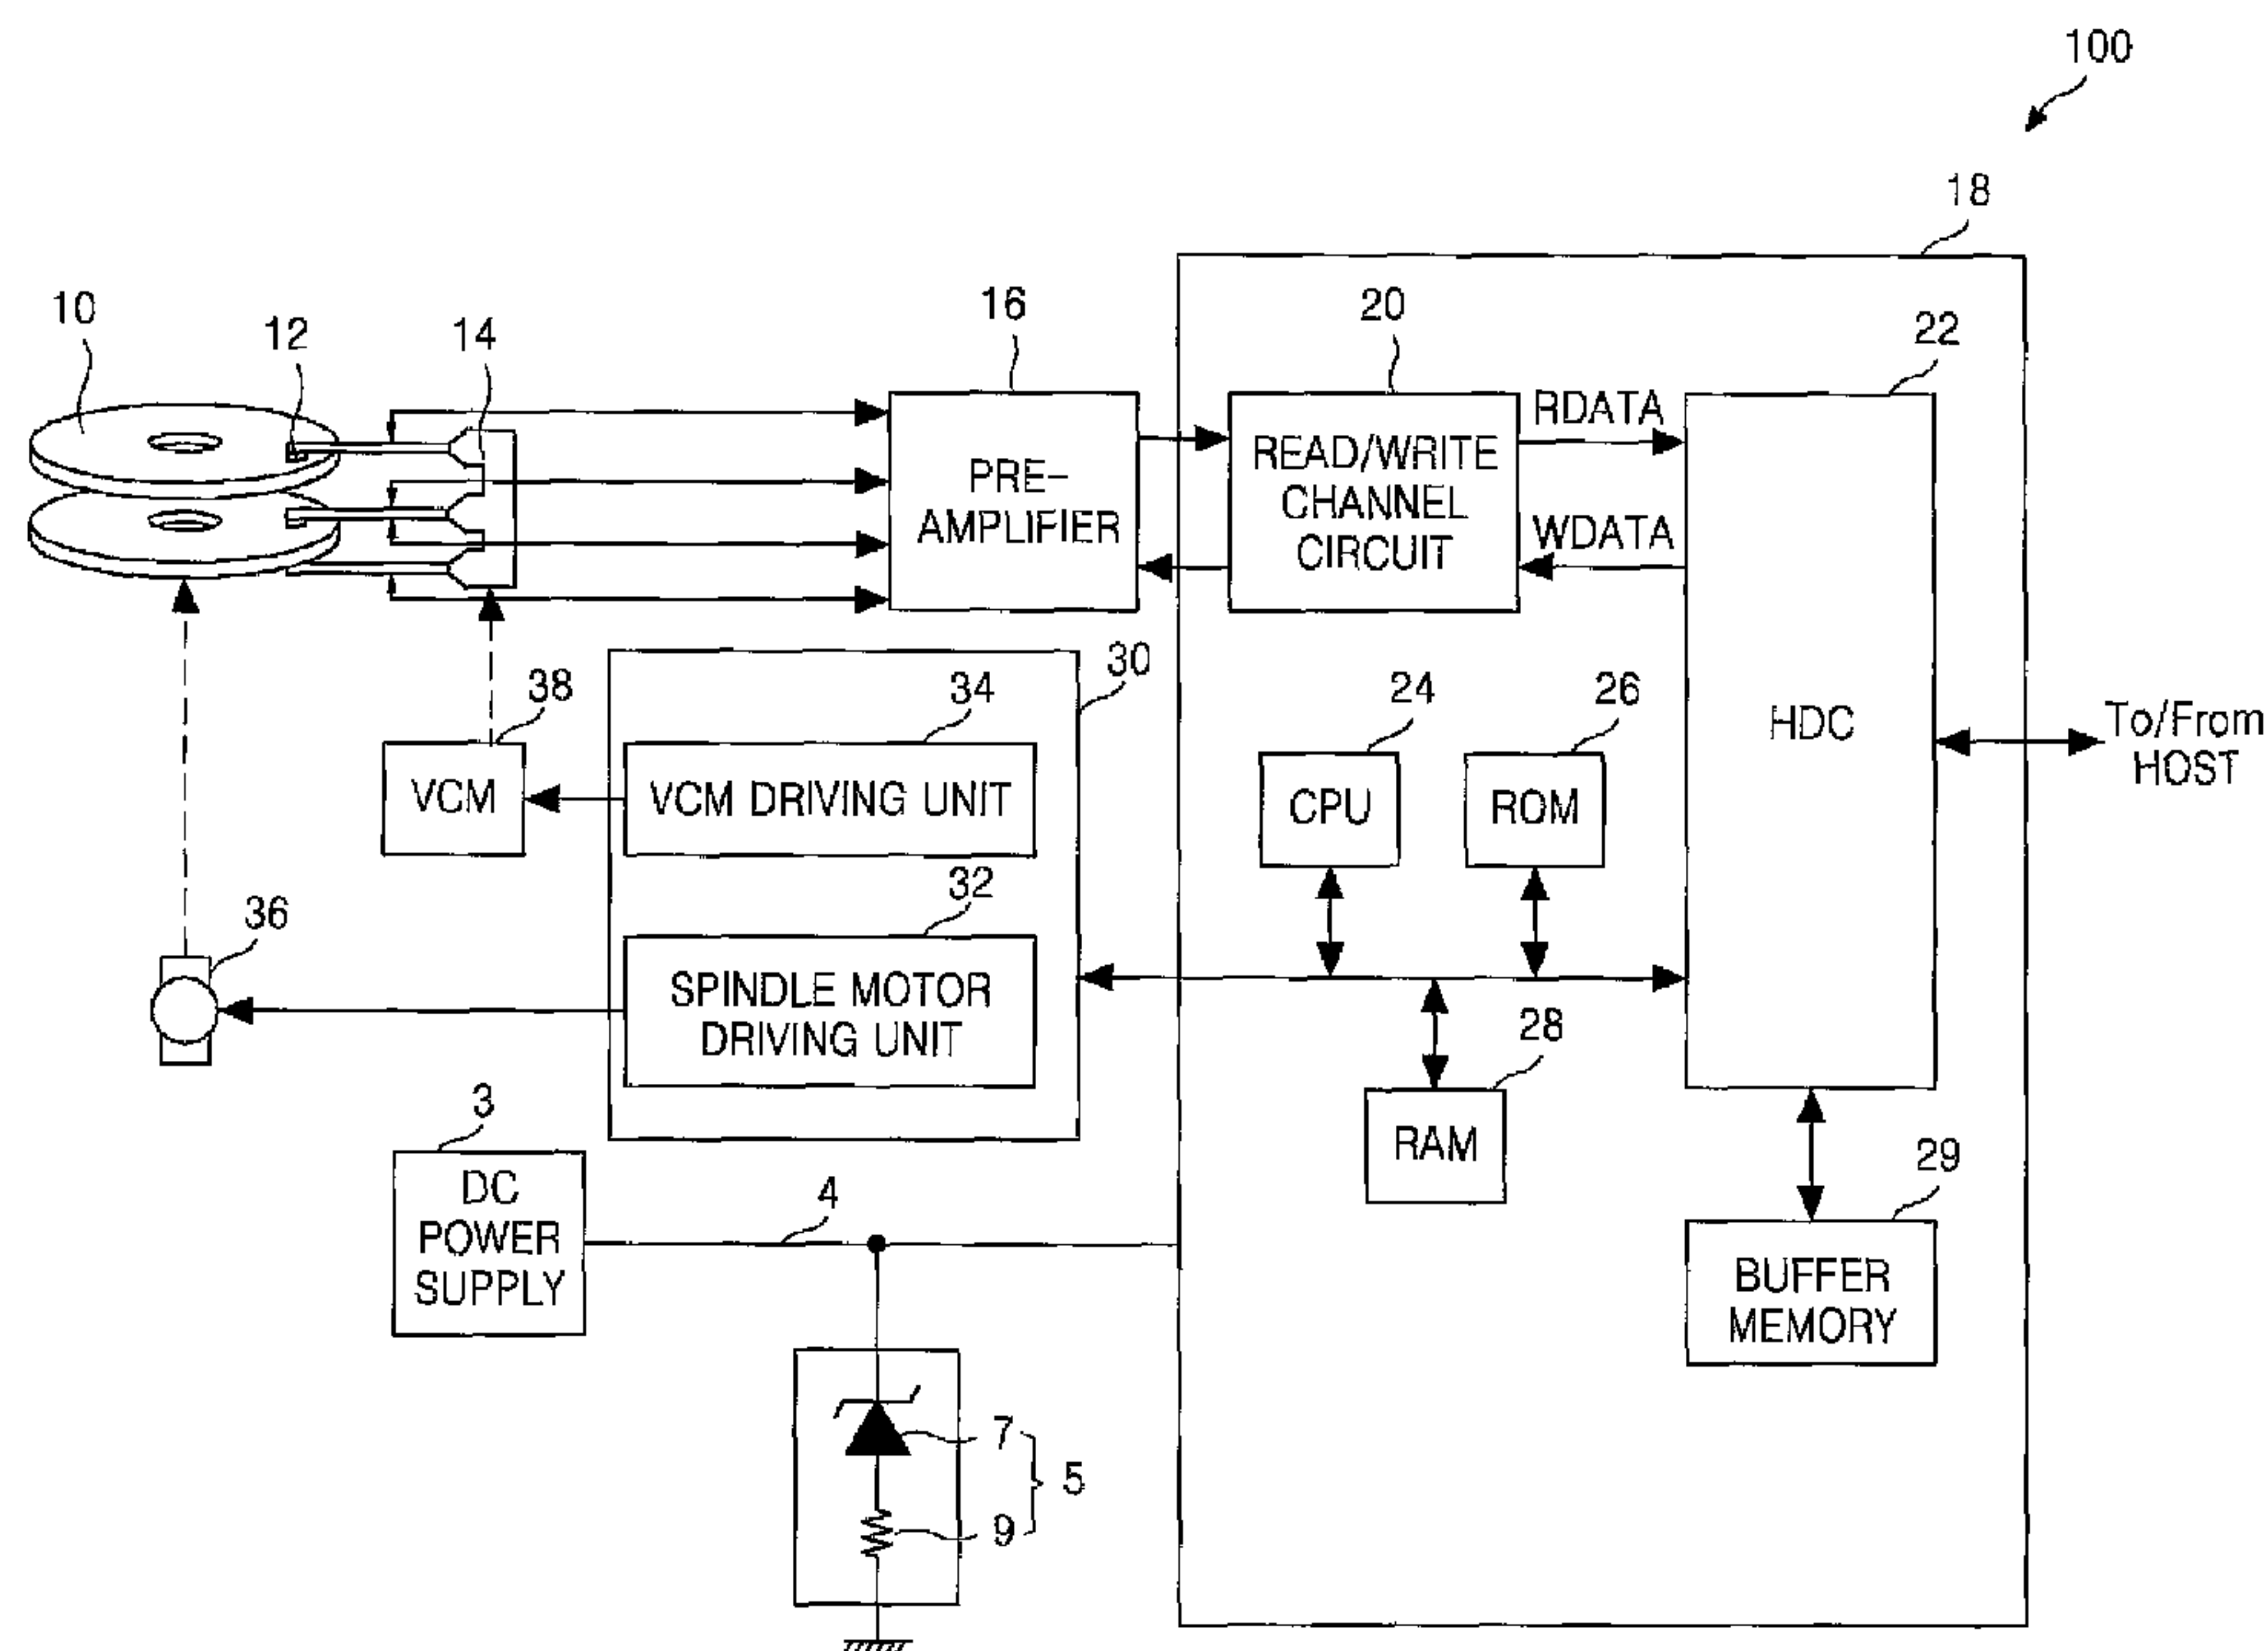 100
18
10
12
14
16
20
22
RDATA
READ/WRITE
CHANNEL
CIRCUIT
PRE-
AMPLIFIER
WDATA
30
38
34
24
26
HDC
To/From
HOST
VCM
VCM DRIVING UNIT
CPU
ROM
36
32
SPINDLE MOTOR
DRIVING UNIT
28
RAM
3
DC
POWER
SUPPLY
4
29
BUFFER
MEMORY
7
5
9